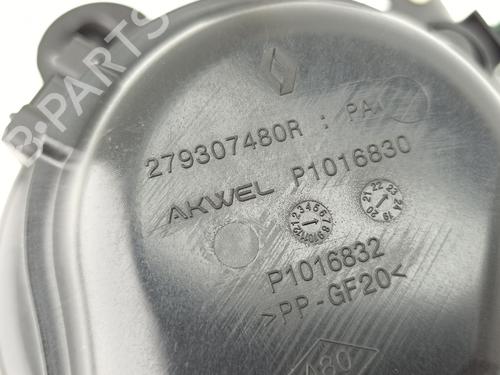 279307480R : PA
AKWEL P1016830
P1016832
>PP-GF20<
B-PARTS